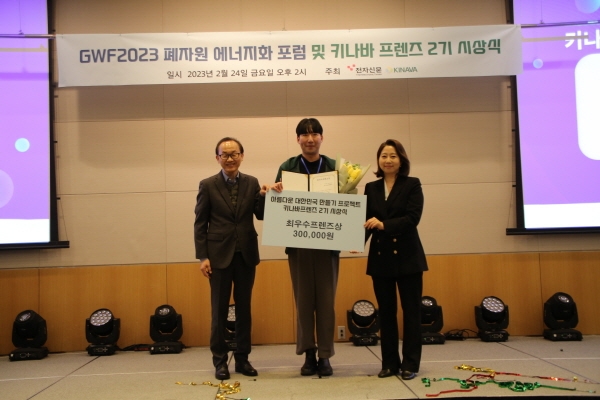 GWF2023 폐자원 에너지화 포럼 및 키나바 프렌즈 2기 시상식
일시 2023년 2월 24일 금요일 오후 2시 주최 전자신문 KINAVA
키나바
아름다운 대한민국 만들기 프로젝트
키나바프렌즈 2기 시상식
최우수프렌즈상
300,000원